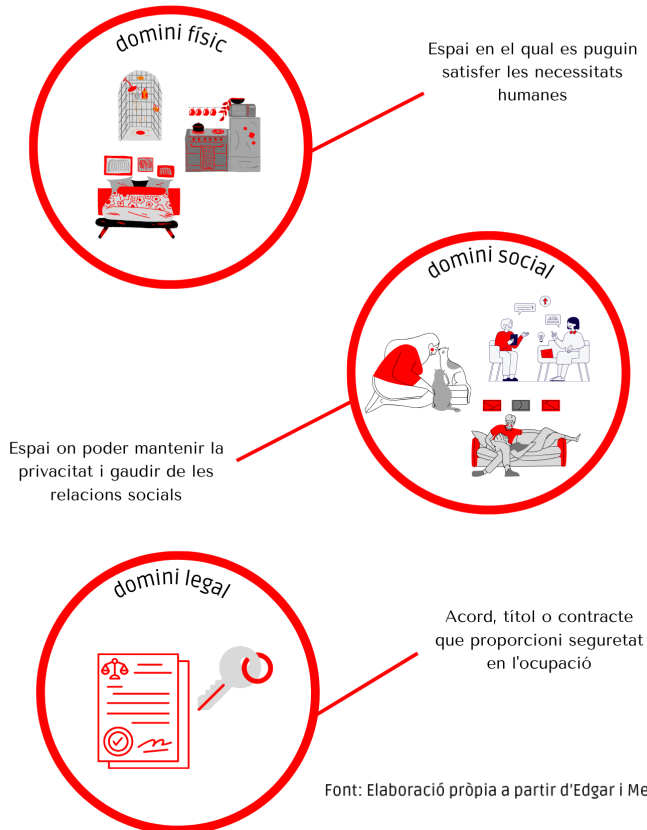 domini físic
Espai en el qual es puguin
satisfer les necessitats
humanes
domini social
Espai on poder mantenir la
privacitat i gaudir de les
relacions socials
domini legal
Acord, títol o contracte
que proporcioni seguretat
en l'ocupació
Font: Elaboració pròpia a partir d'Edgar i